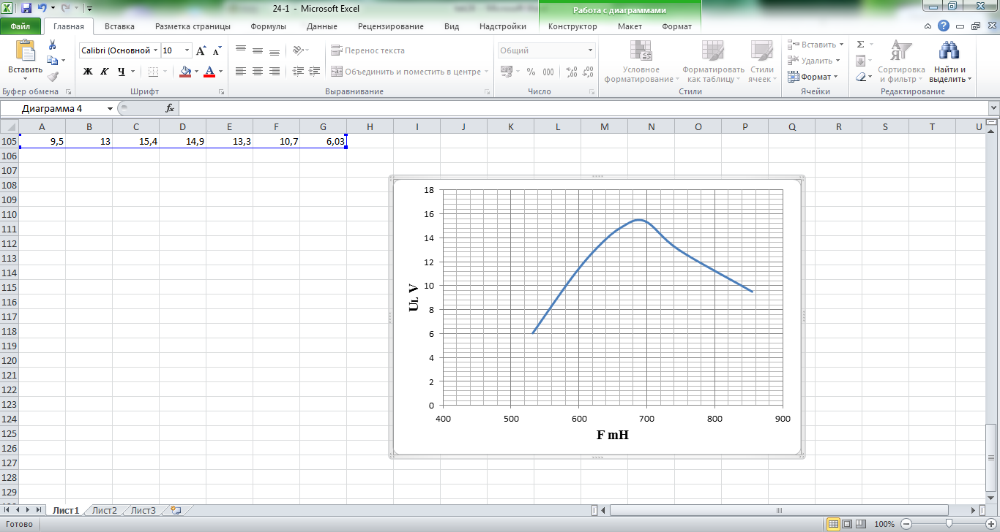 24-1 - Microsoft Excel
Работа с диаграммами
Файл Главная Вставка Разметка страницы Формулы Данные Рецензирование Вид Надстройки Конструктор Макет Формат
Вставить
Calibri (Основной 10
Ж К Ч
Перенос текста
Объединить и поместить в центре
Общий
% 000
Условное форматирование
Форматировать как таблицу
Стили ячеек
Вставить
Удалить
Формат
Сортировка и фильтр
Найти и выделить
Буфер обмена Шрифт Выравнивание Число Стили Ячейки Редактирование
Диаграмма 4 fx
A B C D E F G H I J K L M N O P Q R S T U
105 9,5 13 15,4 14,9 13,3 10,7 6,03
106
107
108
109
110
111
112
113
114
115
116
117
118
119
120
121
122
123
124
125
126
127
128
129
18
16
14
12
10
8
6
4
2
0
UL V
400 500 600 700 800 900
F mH
Лист1 Лист2 Лист3
Готово 100%